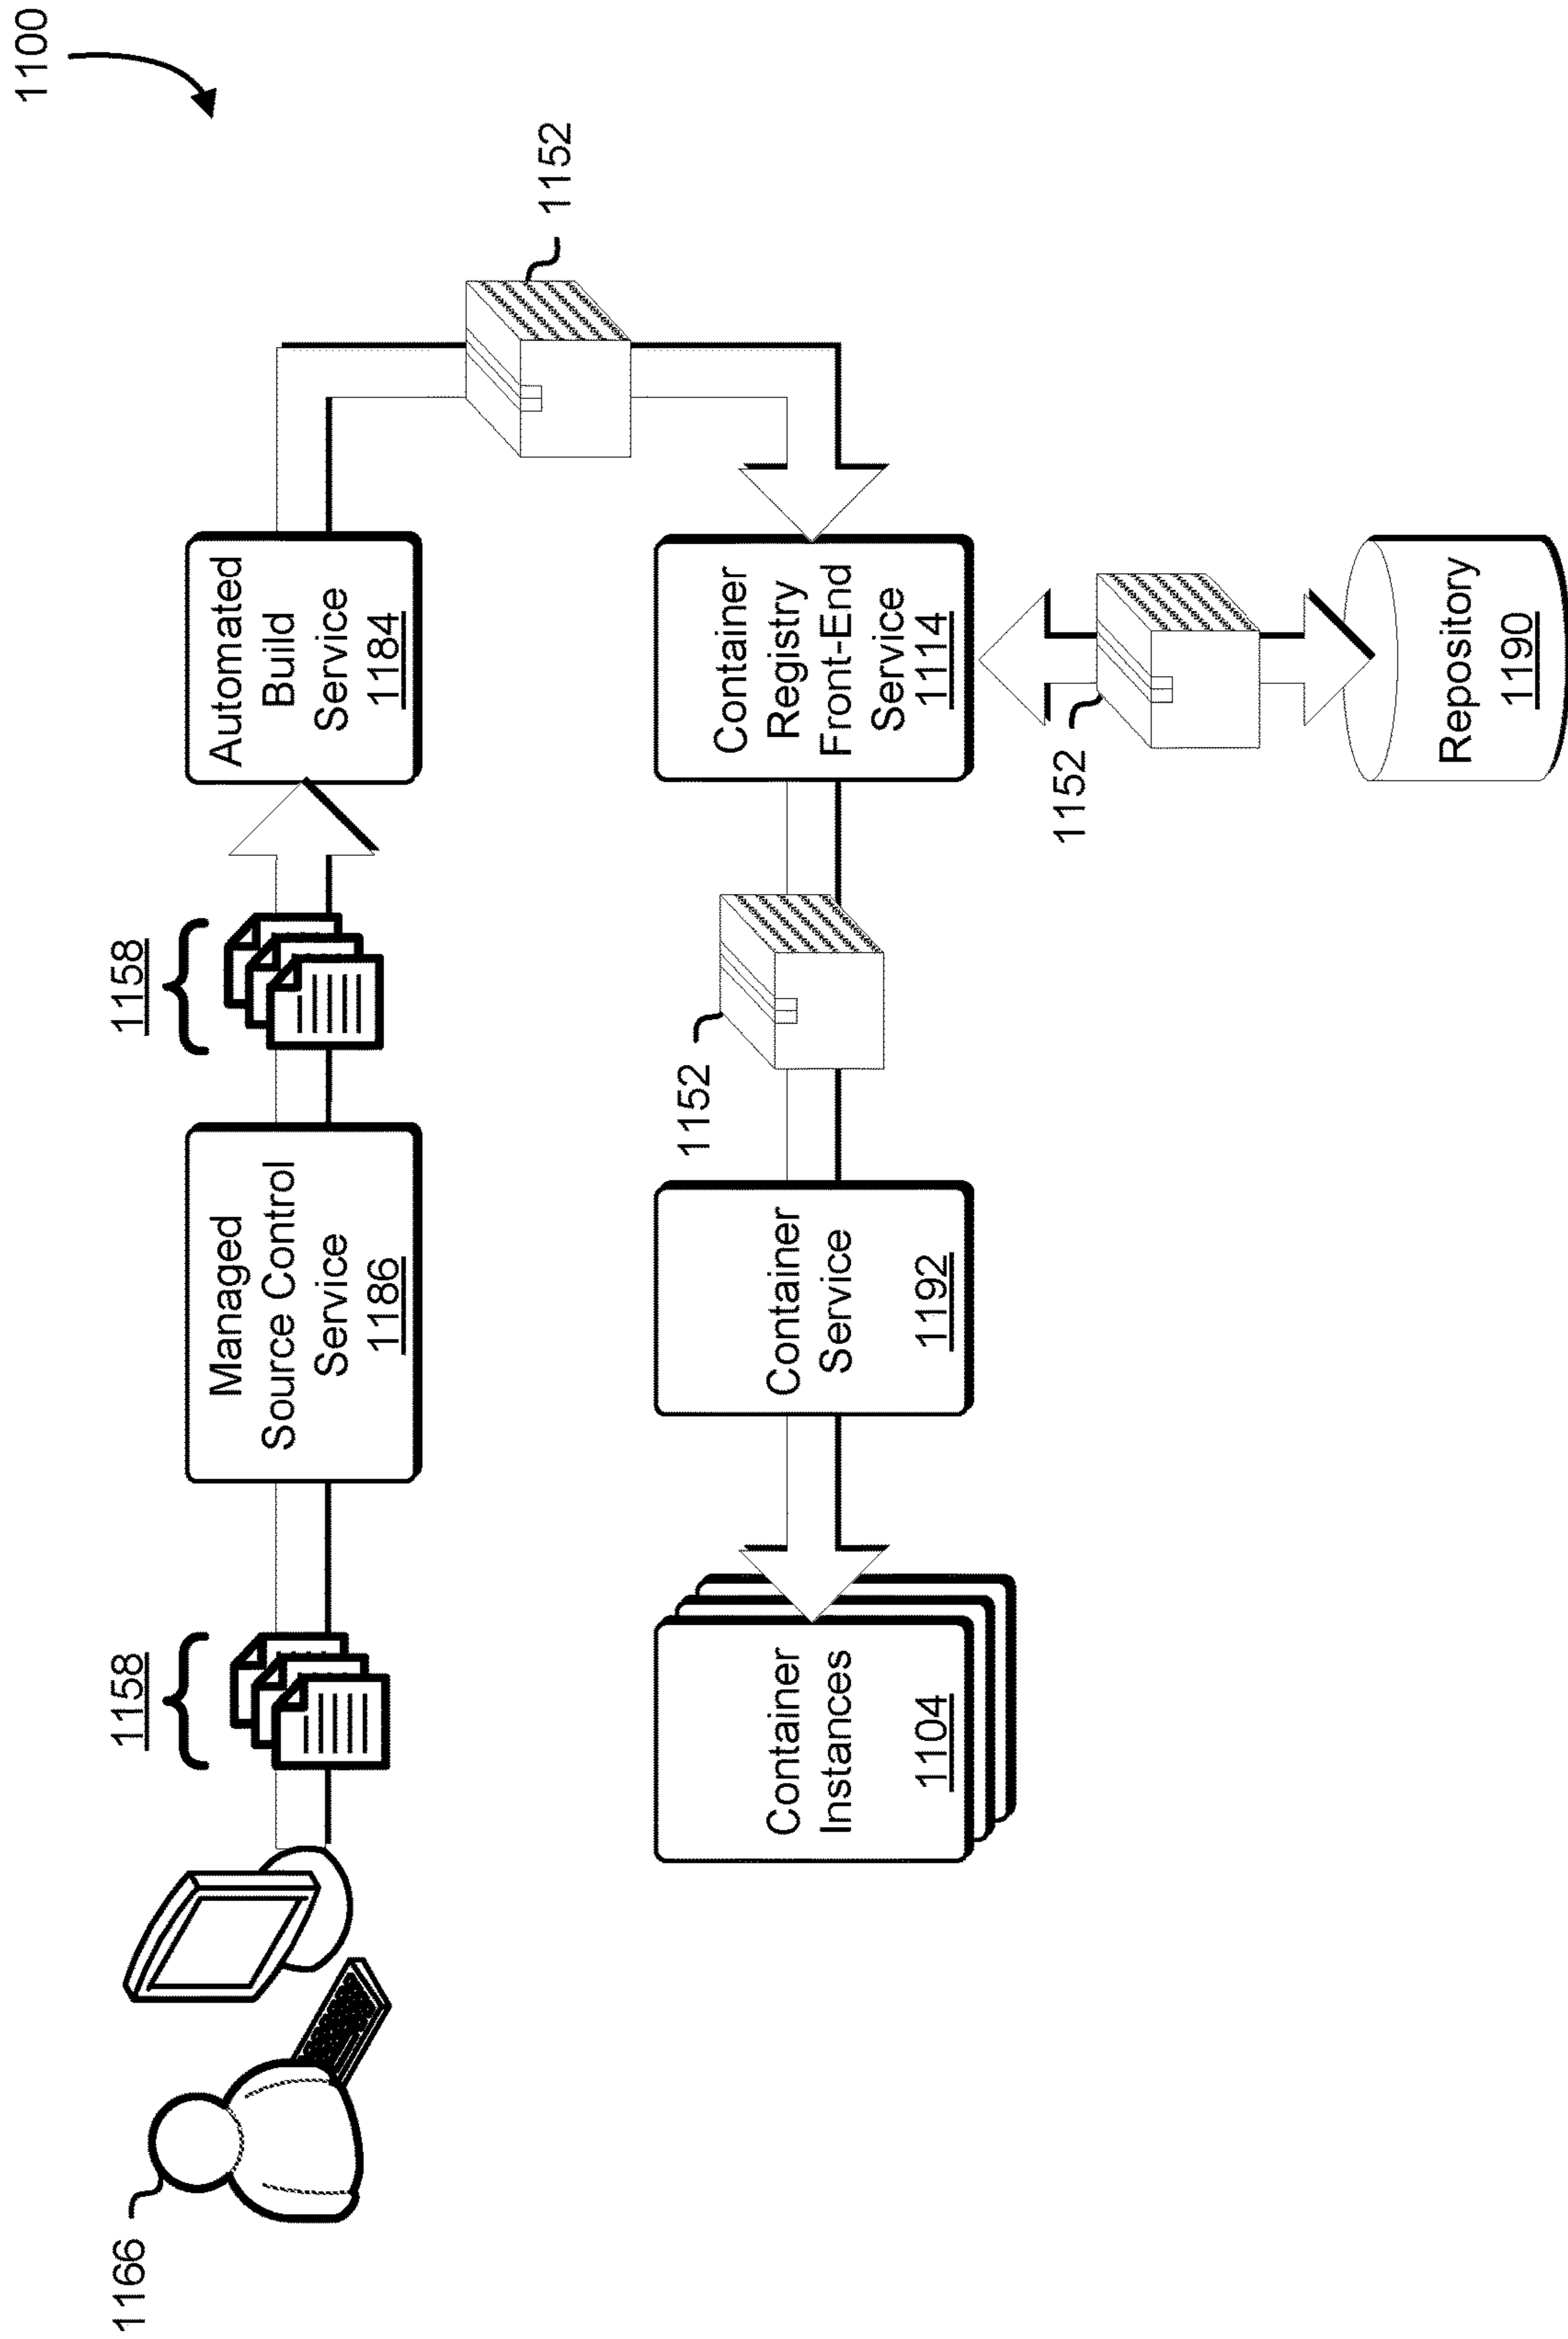 1100
1166
1158
Managed
Source Control
Service
1186
1158
Automated
Build
Service
1184
1152
Container
Instances
1104
Container
Service
1192
1152
Container
Registry
Front-End
Service
1114
1152
Repository
1190